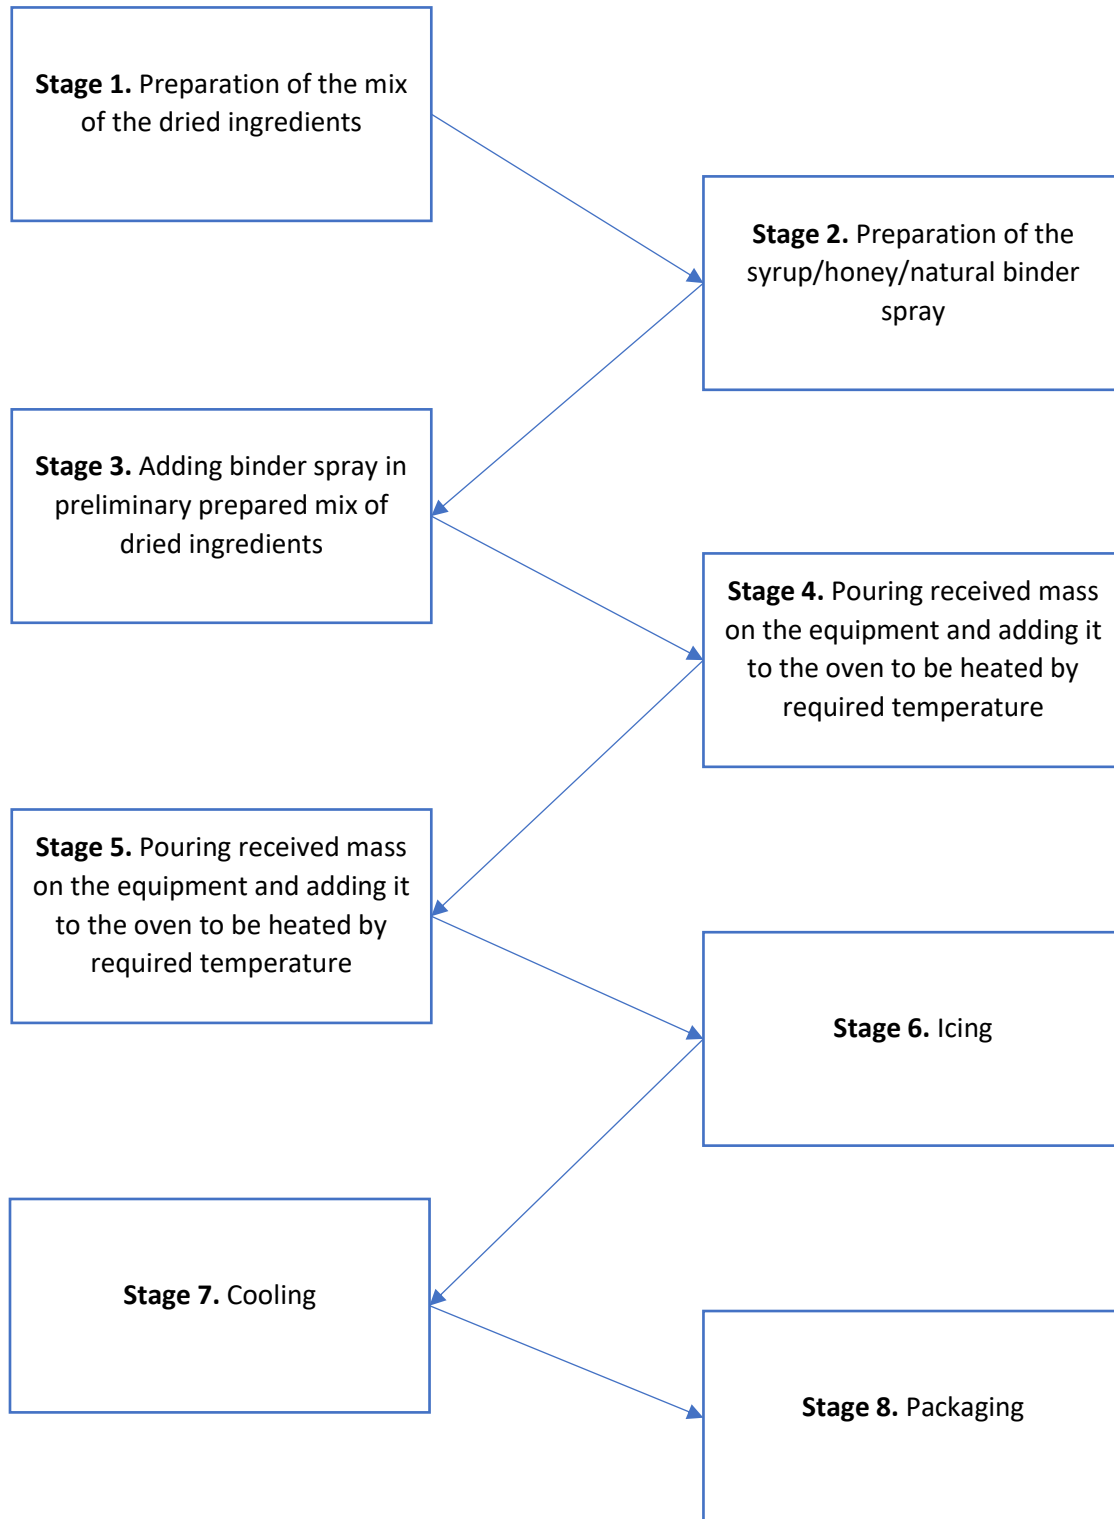 Stage 1. Preparation of the mix
of the dried ingredients
Stage 2. Preparation of the
syrup/honey/natural binder
spray
Stage 3. Adding binder spray in
preliminary prepared mix of
dried ingredients
Stage 4. Pouring received mass
on the equipment and adding it
to the oven to be heated by
required temperature
Stage 5. Pouring received mass
on the equipment and adding it
to the oven to be heated by
required temperature
Stage 6. Icing
Stage 7. Cooling
Stage 8. Packaging